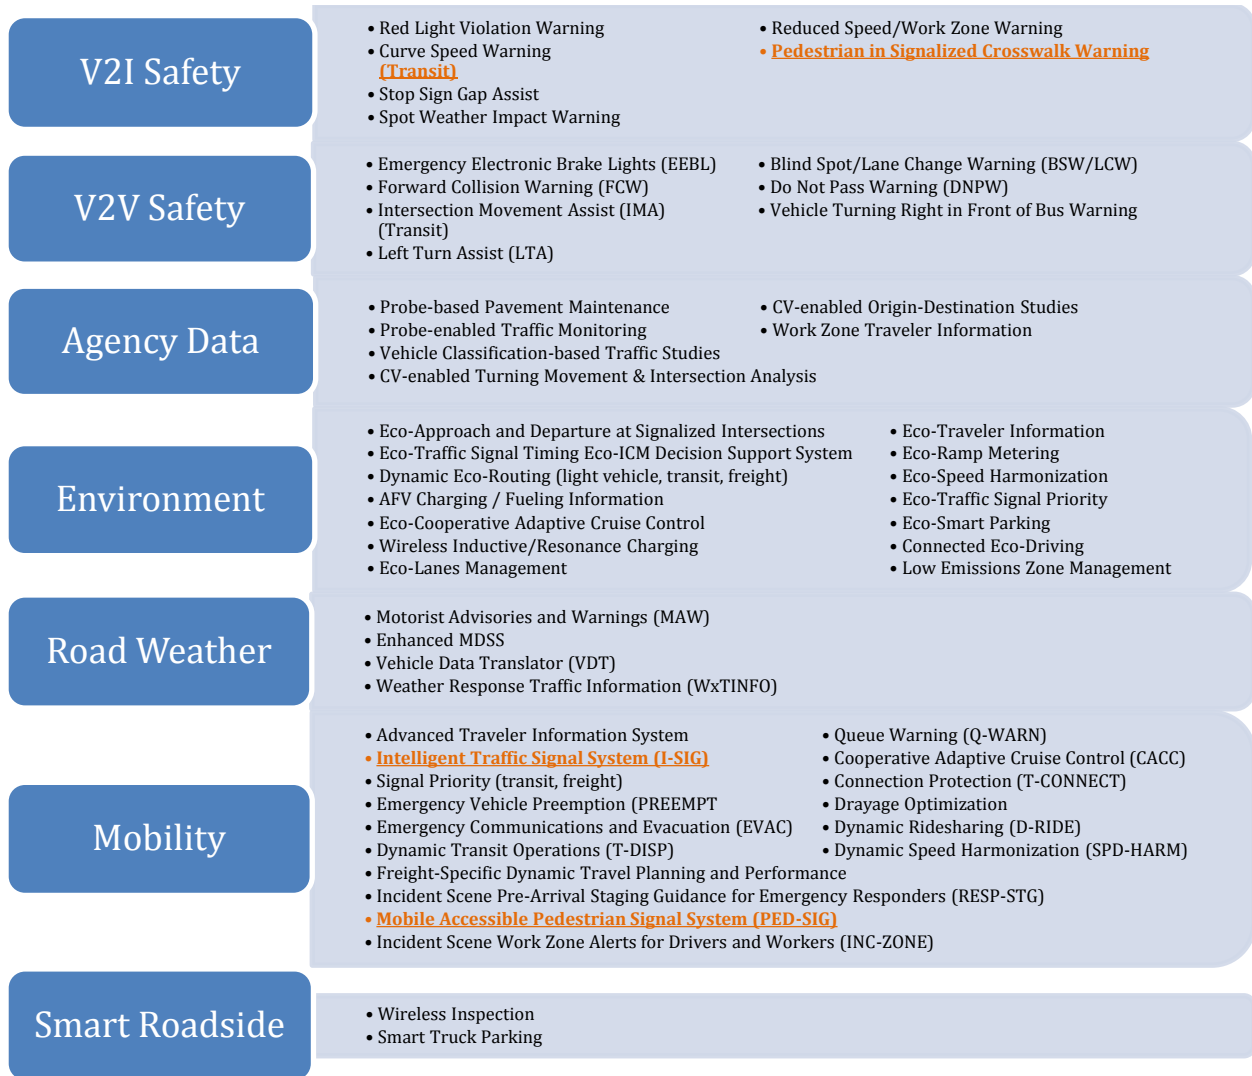 V2I Safety
• Red Light Violation Warning
• Curve Speed Warning
(Transit)
• Stop Sign Gap Assist
• Spot Weather Impact Warning
• Reduced Speed/Work Zone Warning
• Pedestrian in Signalized Crosswalk Warning
V2V Safety
• Emergency Electronic Brake Lights (EEBL)
• Forward Collision Warning (FCW)
• Intersection Movement Assist (IMA)
(Transit)
• Left Turn Assist (LTA)
• Blind Spot/Lane Change Warning (BSW/LCW)
• Do Not Pass Warning (DNPW)
• Vehicle Turning Right in Front of Bus Warning
Agency Data
• Probe-based Pavement Maintenance
• Probe-enabled Traffic Monitoring
• Vehicle Classification-based Traffic Studies
• CV-enabled Turning Movement & Intersection Analysis
• CV-enabled Origin-Destination Studies
• Work Zone Traveler Information
Environment
• Eco-Approach and Departure at Signalized Intersections
• Eco-Traffic Signal Timing Eco-ICM Decision Support System
• Dynamic Eco-Routing (light vehicle, transit, freight)
• AFV Charging / Fueling Information
• Eco-Cooperative Adaptive Cruise Control
• Wireless Inductive/Resonance Charging
• Eco-Lanes Management
• Eco-Traveler Information
• Eco-Ramp Metering
• Eco-Speed Harmonization
• Eco-Traffic Signal Priority
• Eco-Smart Parking
• Connected Eco-Driving
• Low Emissions Zone Management
Road Weather
• Motorist Advisories and Warnings (MAW)
• Enhanced MDSS
• Vehicle Data Translator (VDT)
• Weather Response Traffic Information (WxTINFO)
Mobility
• Advanced Traveler Information System
• Intelligent Traffic Signal System (I-SIG)
• Signal Priority (transit, freight)
• Emergency Vehicle Preemption (PREEMPT
• Emergency Communications and Evacuation (EVAC)
• Dynamic Transit Operations (T-DISP)
• Freight-Specific Dynamic Travel Planning and Performance
• Incident Scene Pre-Arrival Staging Guidance for Emergency Responders (RESP-STG)
• Mobile Accessible Pedestrian Signal System (PED-SIG)
• Incident Scene Work Zone Alerts for Drivers and Workers (INC-ZONE)
• Queue Warning (Q-WARN)
• Cooperative Adaptive Cruise Control (CACC)
• Connection Protection (T-CONNECT)
• Drayage Optimization
• Dynamic Ridesharing (D-RIDE)
• Dynamic Speed Harmonization (SPD-HARM)
Smart Roadside
• Wireless Inspection
• Smart Truck Parking